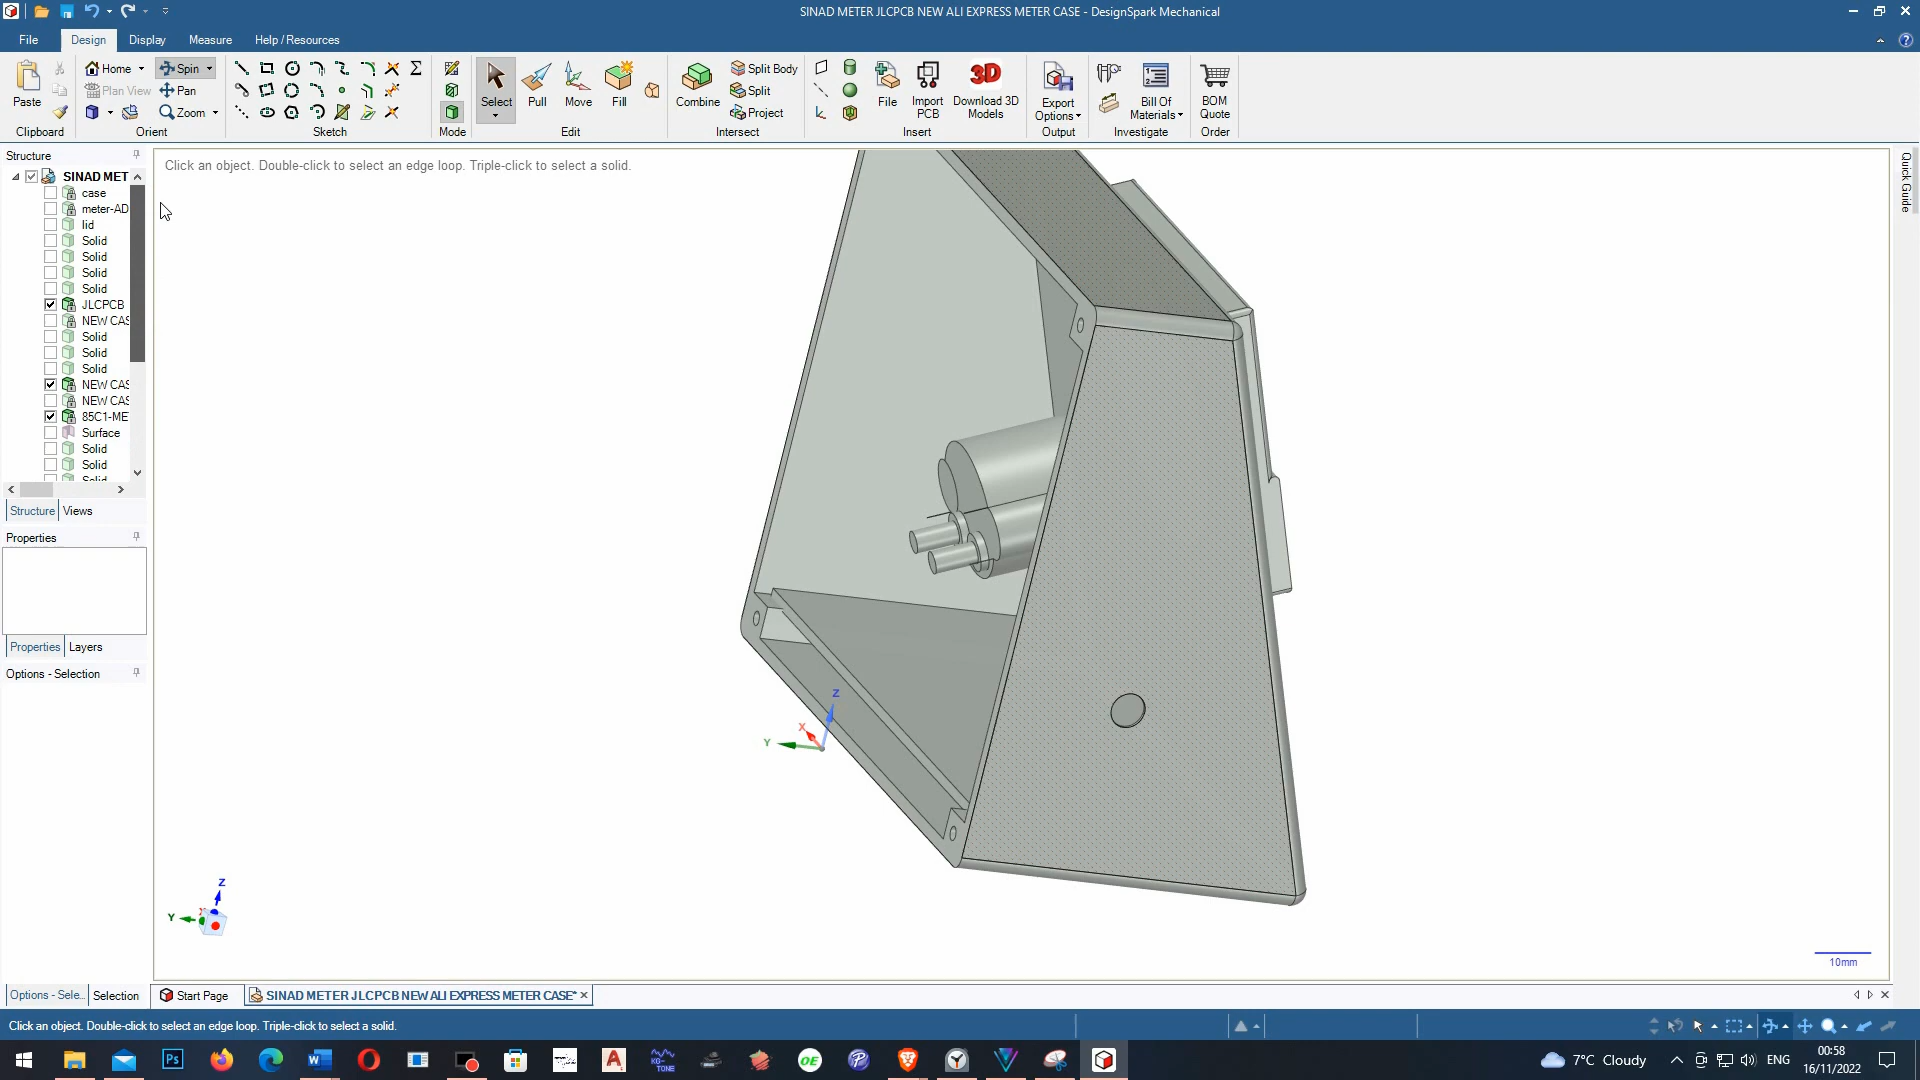 SINAD METER JLCPCB NEW ALI EXPRESS METER CASE - DesignSpark Mechanical
File Design Display Measure Help / Resources
Home Spin Split Body
Plan View Pan Split
Paste Select Pull Move Fill Combine File Import PCB Download 3D Models Export Options Bill Of Materials BOM Quote
Zoom Project
Clipboard Orient Sketch Mode Edit Intersect Insert Output Investigate Order
Structure
Click an object. Double-click to select an edge loop. Triple-click to select a solid.
Quick Guide
SINAD MET
case
meter-AD
lid
Solid
Solid
Solid
Solid
JLCPCB
NEW CAS
Solid
Solid
Solid
NEW CAS
NEW CAS
85C1-ME
Surface
Solid
Solid
Solid
Structure Views
Properties
Properties Layers
Options - Selection
Z
X
Y
Z
Y
X
10mm
Options - Sele... Selection Start Page SINAD METER JLCPCB NEW ALI EXPRESS METER CASE*
Click an object. Double-click to select an edge loop. Triple-click to select a solid.
7°C Cloudy ENG 00:58
16/11/2022